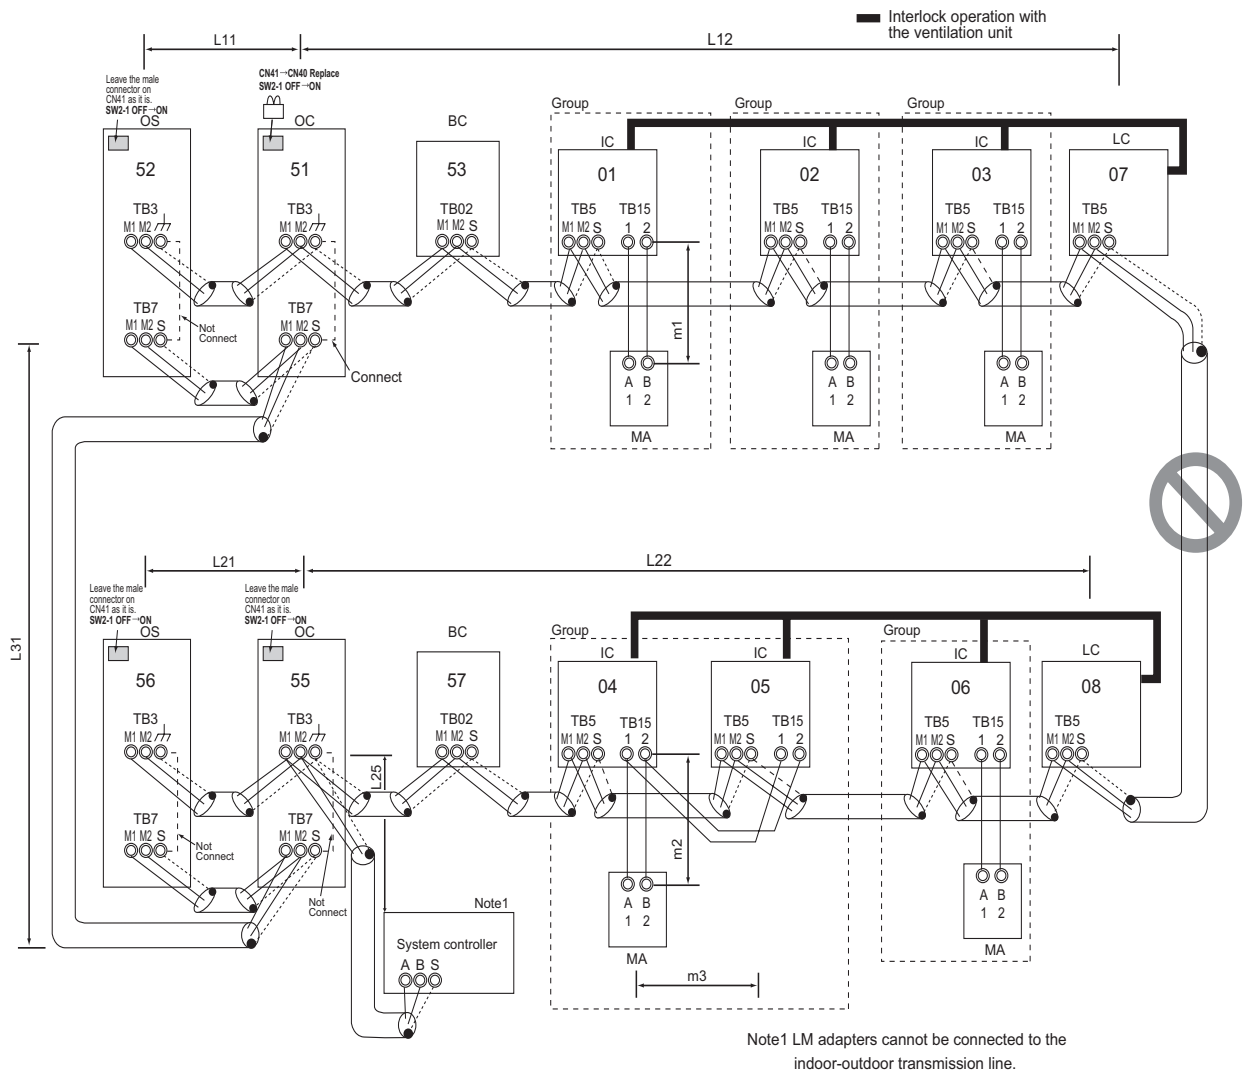 Interlock operation with
the ventilation unit
L11
L12
Leave the male
connector on
CN41 as it is.
SW2-1 OFF→ON
CN41→CN40 Replace
SW2-1 OFF→ON
OS
OC
BC
Group
Group
Group
IC
IC
IC
LC
52
51
53
01
02
03
07
TB3
TB3
TB02
TB5 TB15
TB5 TB15
TB5 TB15
TB5
M1 M2
M1 M2
M1 M2 S
M1 M2 S 1 2
M1 M2 S 1 2
M1 M2 S 1 2
M1 M2 S
TB7
TB7
M1 M2 S
M1 M2 S
Not
Connect
Connect
m1
A B
1 2
MA
A B
1 2
MA
A B
1 2
MA
L31
L21
L22
Leave the male
connector on
CN41 as it is.
SW2-1 OFF→ON
Leave the male
connector on
CN41 as it is.
SW2-1 OFF→ON
OS
OC
BC
Group
Group
IC
IC
IC
LC
56
55
57
04
05
06
08
TB3
TB3
TB02
TB5 TB15
TB5 TB15
TB5 TB15
TB5
M1 M2
M1 M2
M1 M2 S
M1 M2 S 1 2
M1 M2 S 1 2
M1 M2 S 1 2
M1 M2 S
L25
TB7
TB7
M1 M2 S
M1 M2 S
Not
Connect
Not
Connect
m2
Note1
System controller
A B S
A B
1 2
MA
m3
A B
1 2
MA
Note1 LM adapters cannot be connected to the
indoor-outdoor transmission line.